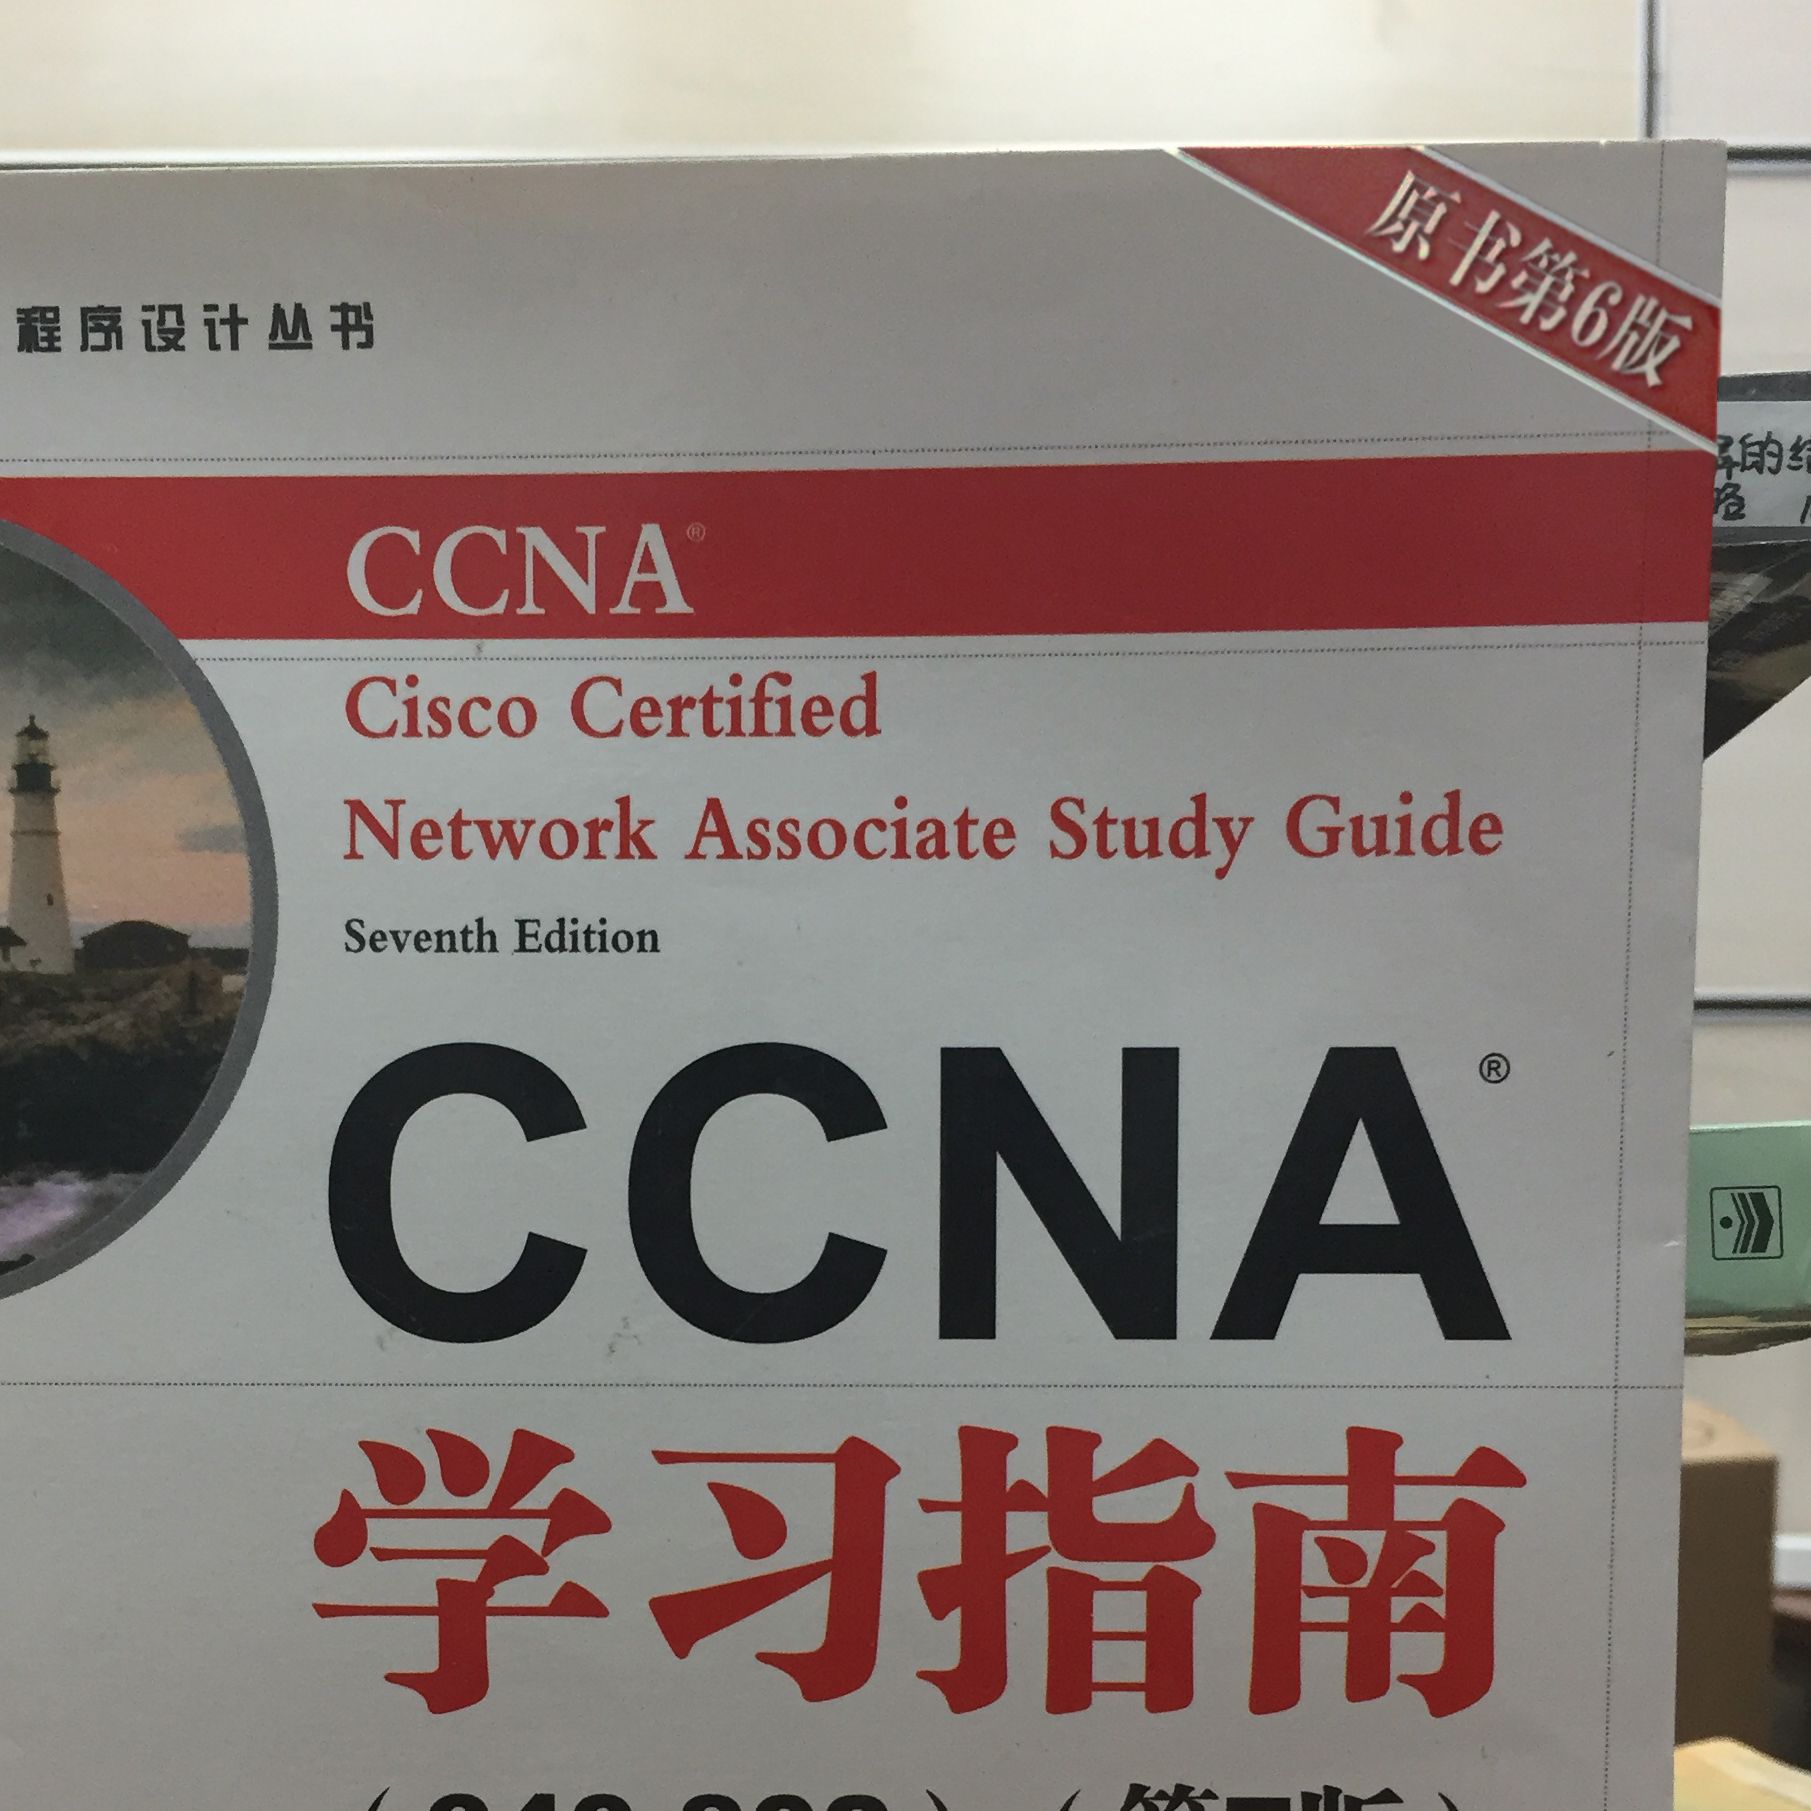 原书第6版
程序设计丛书
CCNA®
Cisco Certified
Network Associate Study Guide
Seventh Edition
CCNA®
学习指南